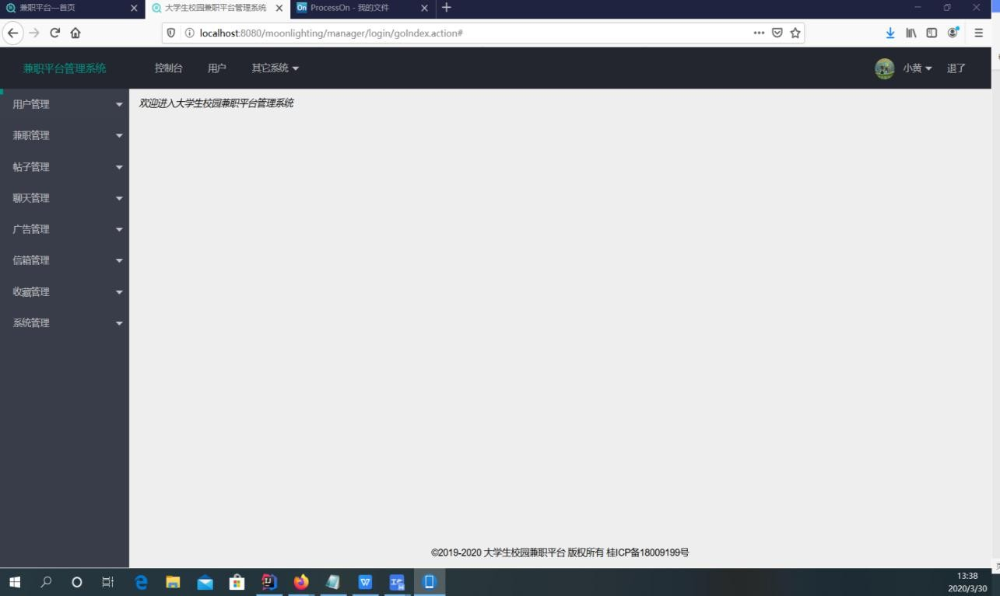 兼职平台—首页
大学生校园兼职平台管理系统
On ProcessOn - 我的文件
localhost:8080/moonlighting/manager/login/goIndex.action#
兼职平台管理系统
控制台
用户
其它系统
小黄
退了
用户管理
欢迎进入大学生校园兼职平台管理系统
兼职管理
帖子管理
聊天管理
广告管理
信箱管理
收藏管理
系统管理
©2019-2020 大学生校园兼职平台 版权所有 桂ICP备18009199号
13:38
2020/3/30